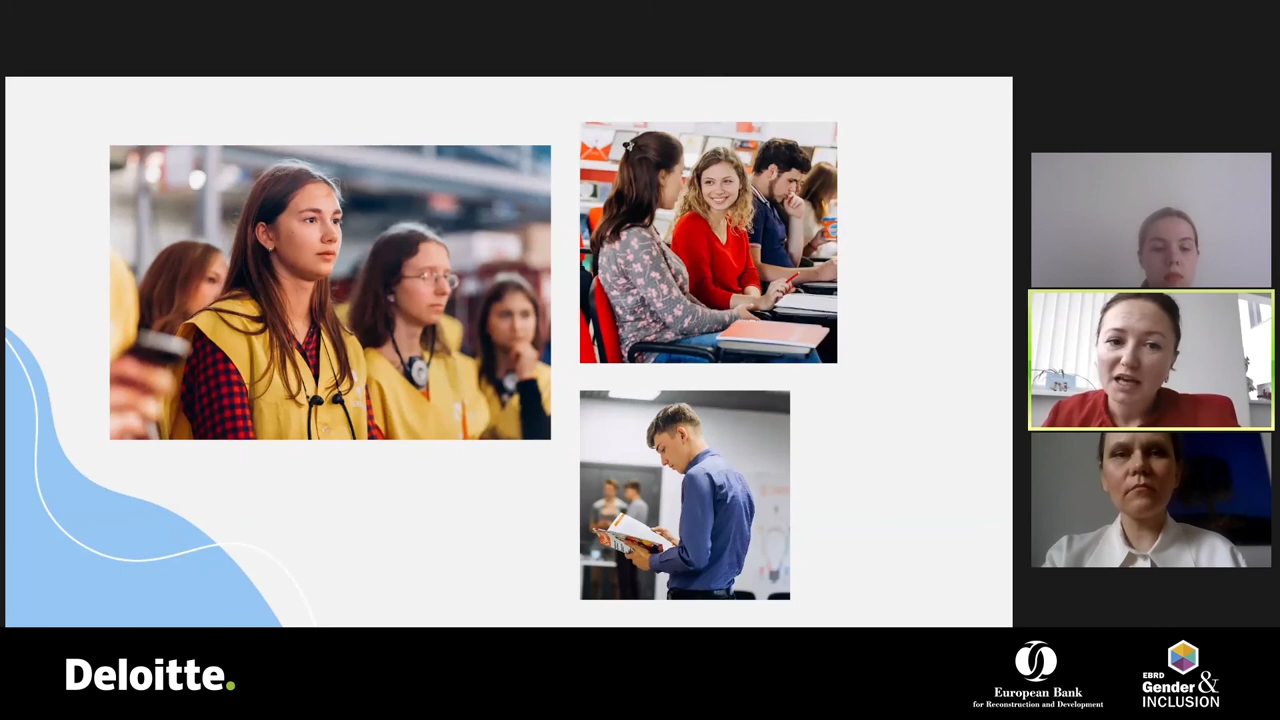 Deloitte.
European Bank
for Reconstruction and Development
EBRD
Gender &
INCLUSION